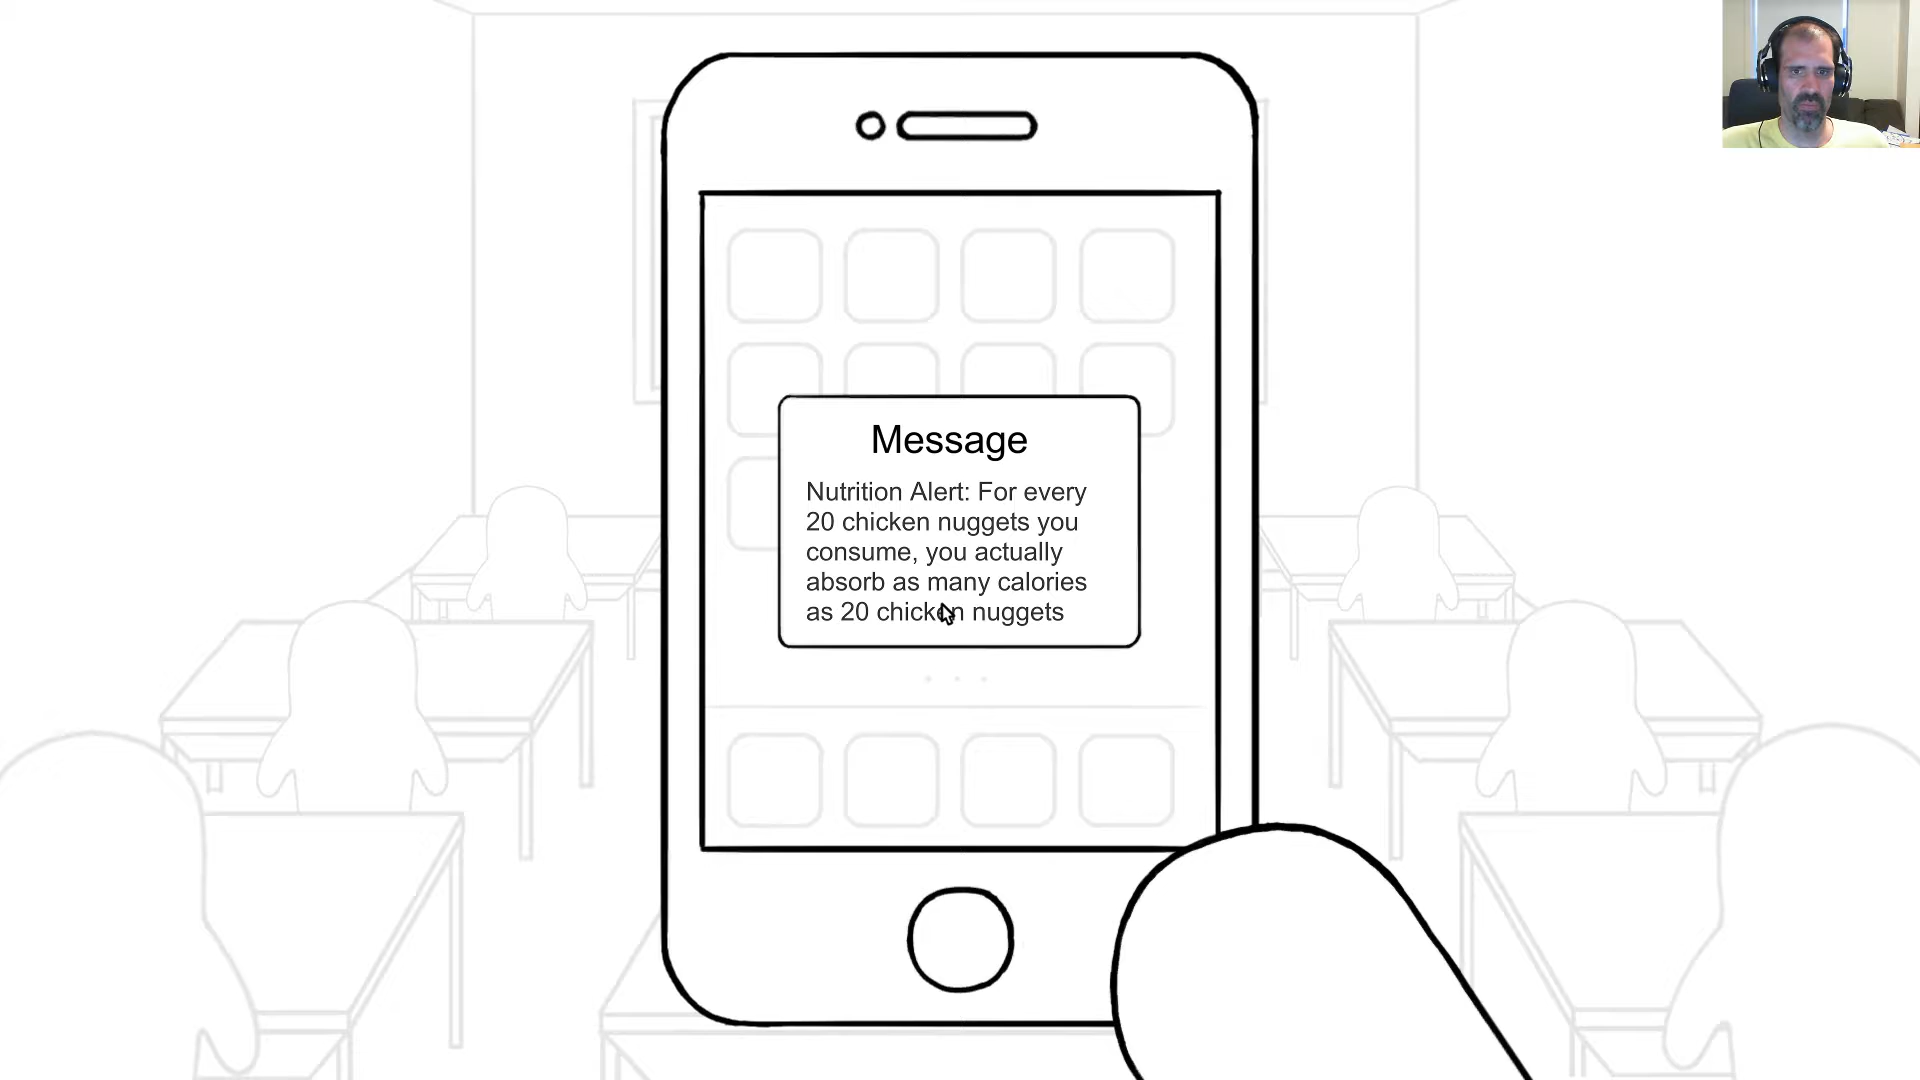 Message
Nutrition Alert: For every
20 chicken nuggets you
consume, you actually
absorb as many calories
as 20 chicken nuggets